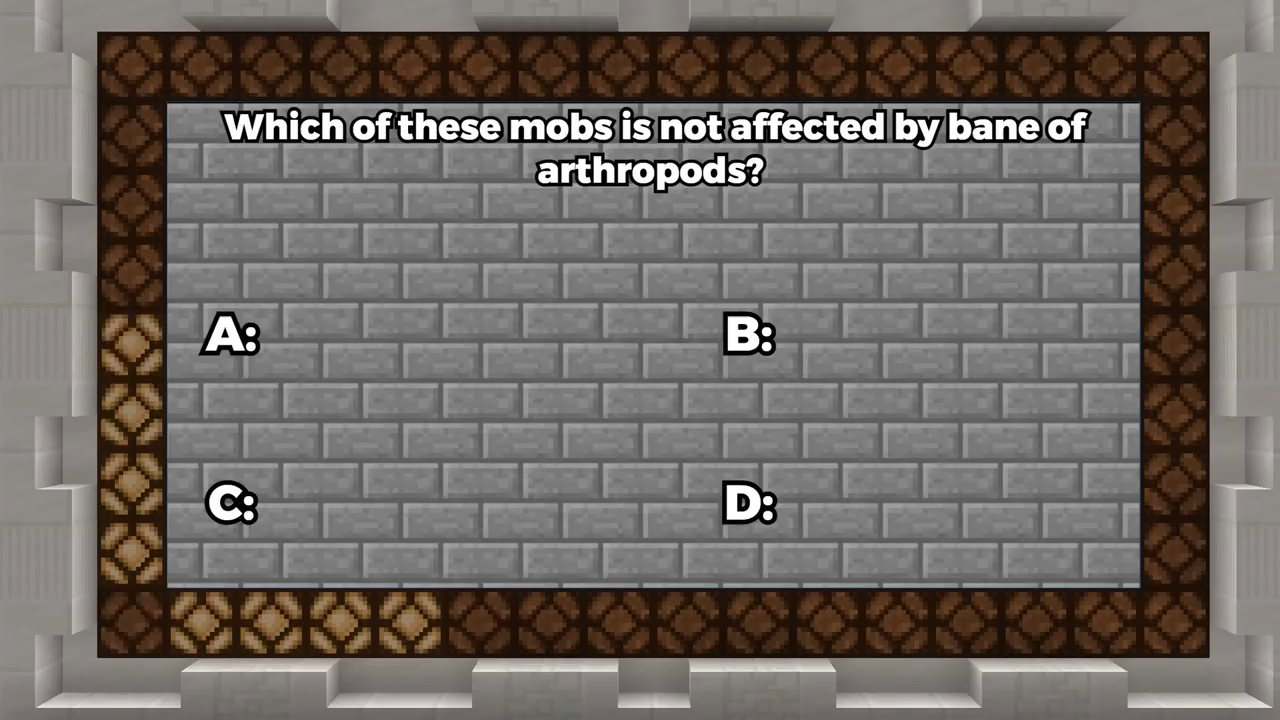 Which of these mobs is not affected by bane of
arthropods?
A:
B:
C:
D: